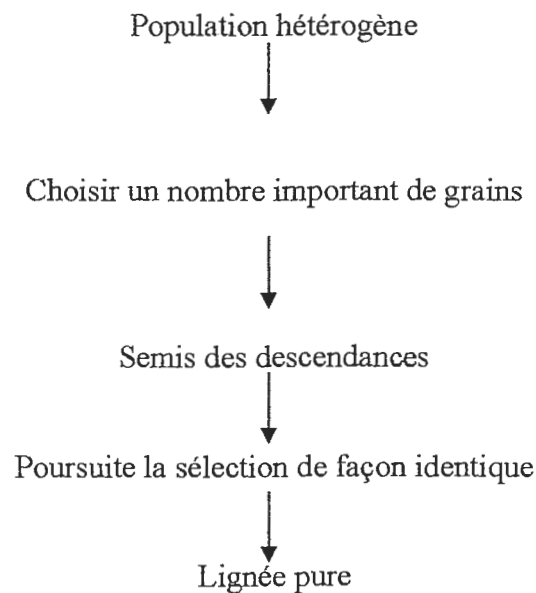 Population hétérogène
Choisir un nombre important de grains
Semis des descendances
Poursuite la sélection de façon identique
Lignée pure